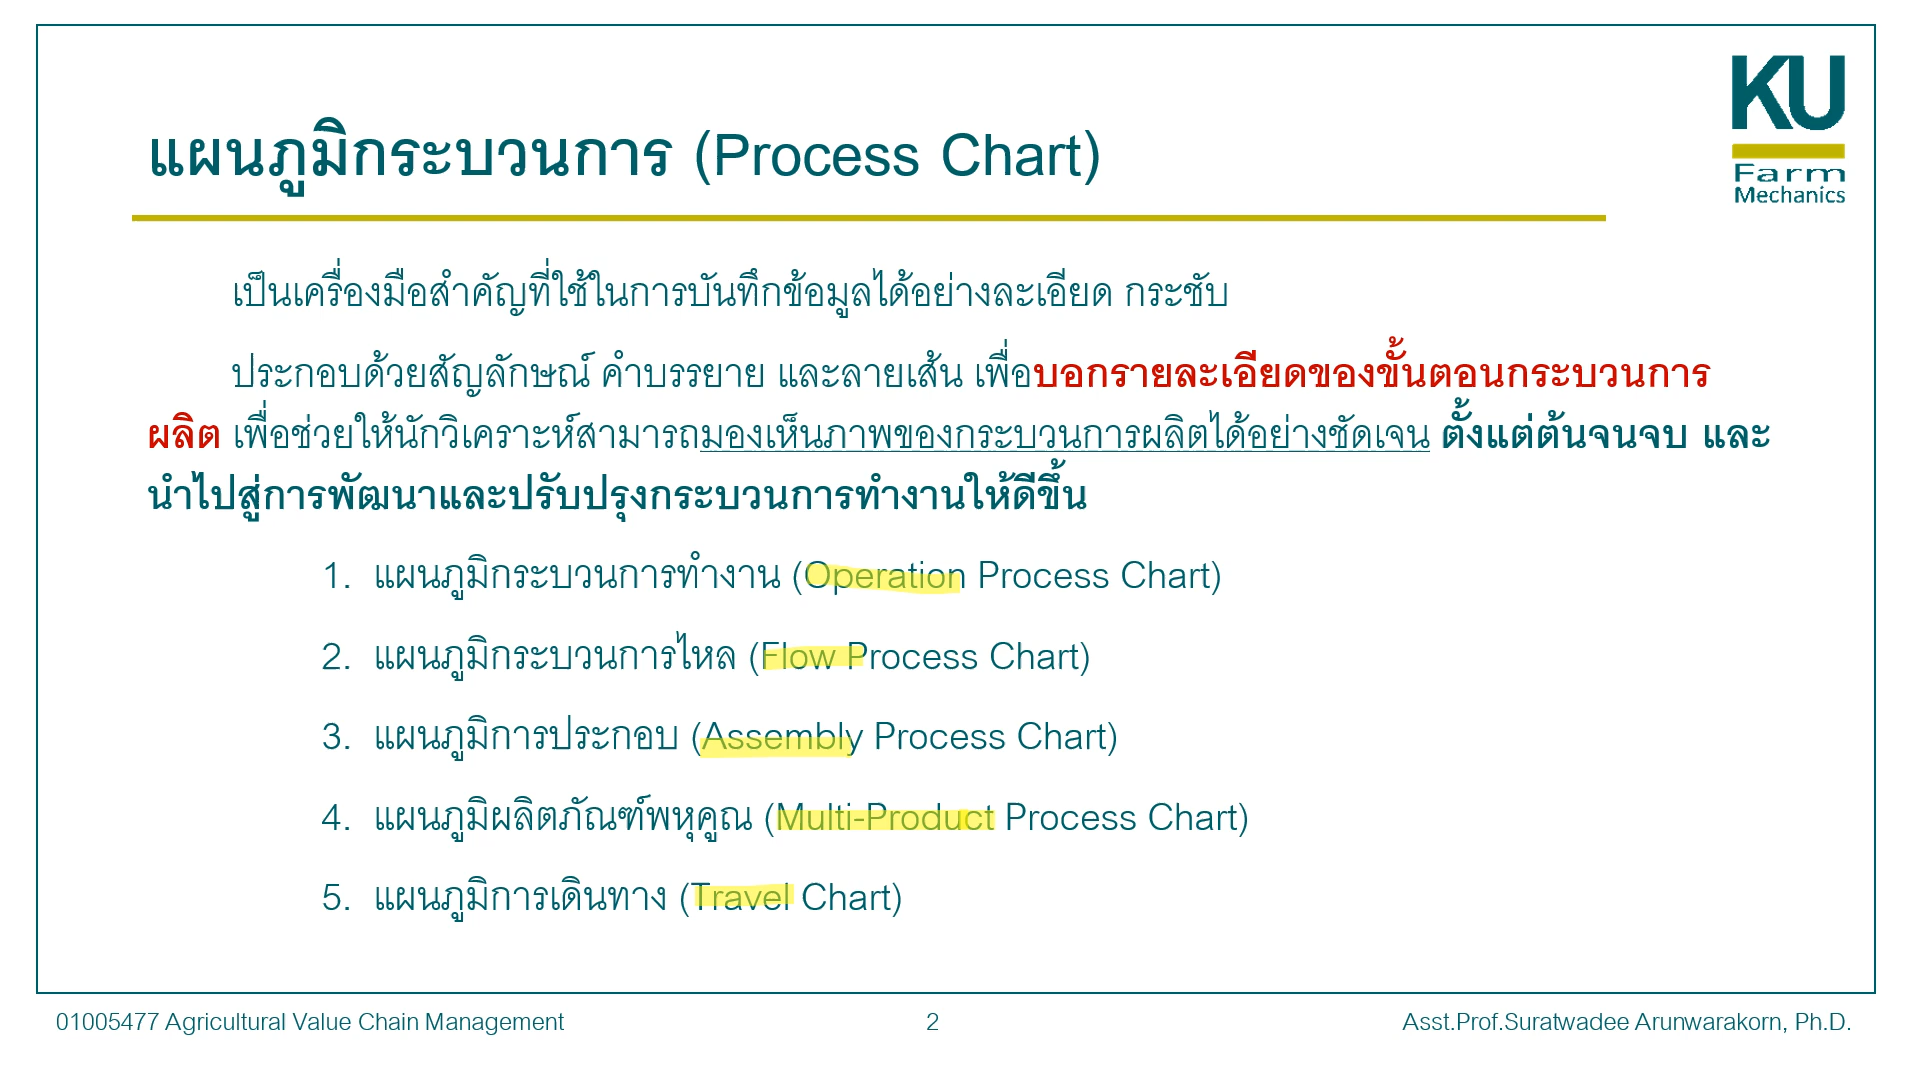 KU
Farm
Mechanics
แผนภูมิกระบวนการ (Process Chart)
เป็นเครื่องมือสำคัญที่ใช้ในการบันทึกข้อมูลได้อย่างละเอียด กระชับ
ประกอบด้วยสัญลักษณ์ คำบรรยาย และลายเส้น เพื่อบอกรายละเอียดของขั้นตอนกระบวนการ
ผลิต เพื่อช่วยให้นักวิเคราะห์สามารถมองเห็นภาพของกระบวนการผลิตได้อย่างชัดเจน ตั้งแต่ต้นจนจบ และ
นำไปสู่การพัฒนาและปรับปรุงกระบวนการทำงานให้ดีขึ้น
1. แผนภูมิกระบวนการทำงาน (Operation Process Chart)
2. แผนภูมิกระบวนการไหล (Flow Process Chart)
3. แผนภูมิการประกอบ (Assembly Process Chart)
4. แผนภูมิผลิตภัณฑ์พหุคูณ (Multi-Product Process Chart)
5. แผนภูมิการเดินทาง (Travel Chart)
01005477 Agricultural Value Chain Management
2
Asst.Prof.Suratwadee Arunwarakorn, Ph.D.